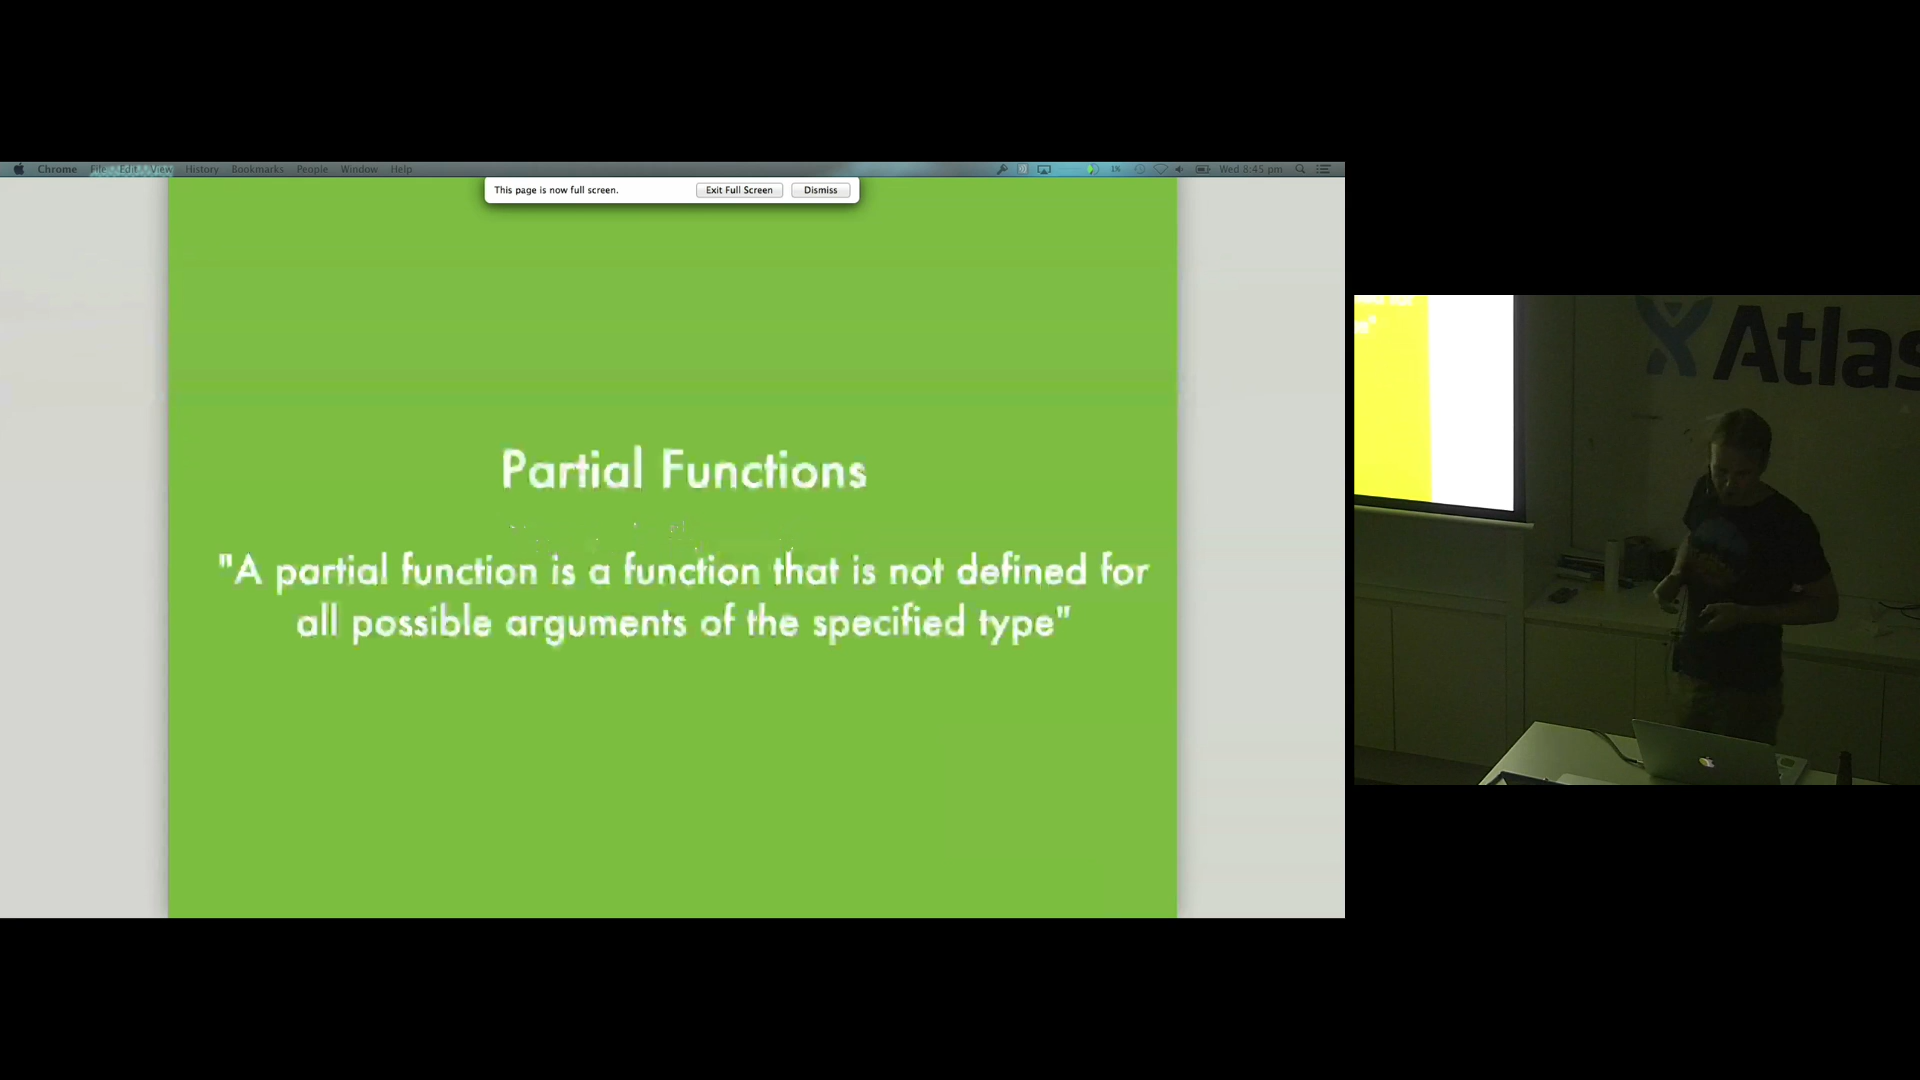 Chrome File Edit View History Bookmarks People Window Help Wed 8:45 pm
This page is now full screen. Exit Full Screen Dismiss
Partial Functions
"A partial function is a function that is not defined for
all possible arguments of the specified type"
Atlas